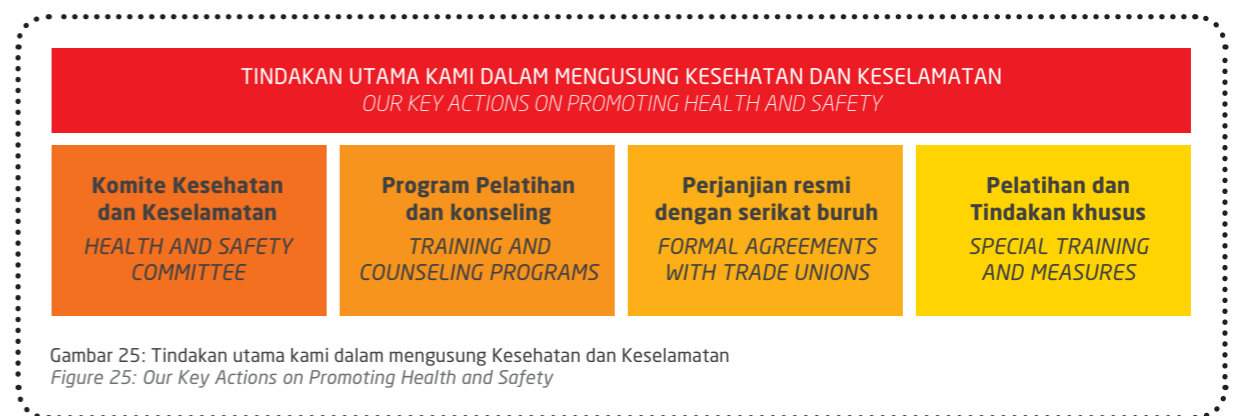 TINDAKAN UTAMA KAMI DALAM MENGUSUNG KESEHATAN DAN KESELAMATAN
OUR KEY ACTIONS ON PROMOTING HEALTH AND SAFETY
Komite Kesehatan
dan Keselamatan
HEALTH AND SAFETY
COMMITTEE
Program Pelatihan
dan konseling
TRAINING AND
COUNSELING PROGRAMS
Perjanjian resmi
dengan serikat buruh
FORMAL AGREEMENTS
WITH TRADE UNIONS
Pelatihan dan
Tindakan khusus
SPECIAL TRAINING
AND MEASURES
Gambar 25: Tindakan utama kami dalam mengusung Kesehatan dan Keselamatan
Figure 25: Our Key Actions on Promoting Health and Safety